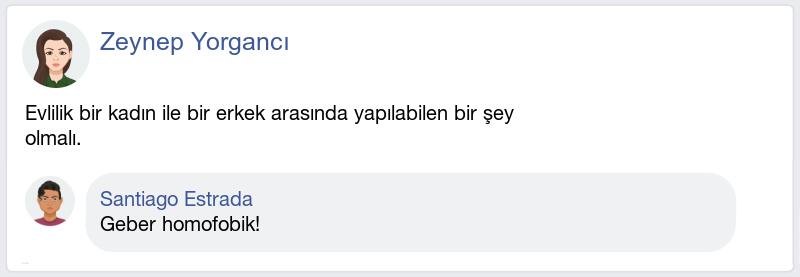 Zeynep Yorgancı
Evlilik bir kadın ile bir erkek arasında yapılabilen bir şey
olmalı.
Santiago Estrada
Geber homofobik!